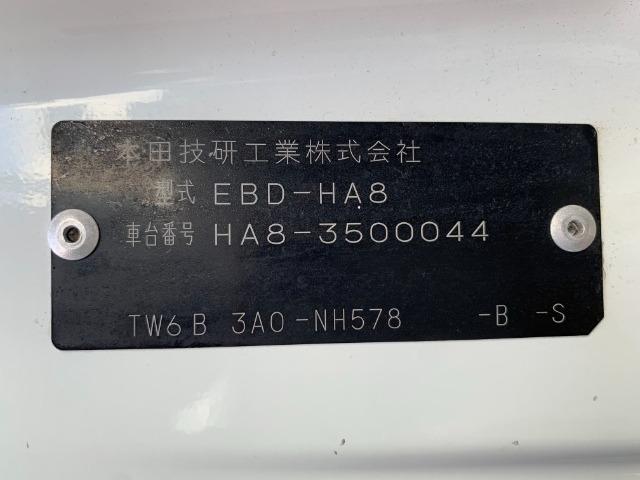 本田技研工業株式会社
型式 EBD-HA8
車台番号 HA8-3500044
TW6B 3A0-NH578 -B -S